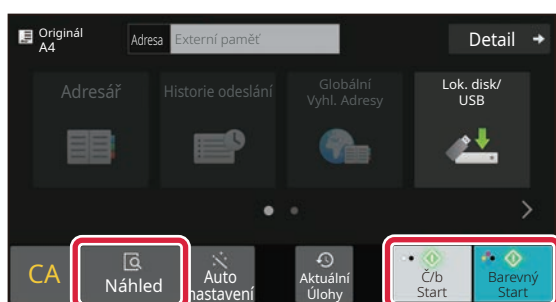 Originál
A4
Adresa
Externí paměť
Detail
Adresář
Historie odeslání
Globální
Vyhl. Adresy
Lok. disk/
USB
CA
Náhled
Auto
nastavení
Aktuální
Úlohy
Č/b
Start
Barevný
Start